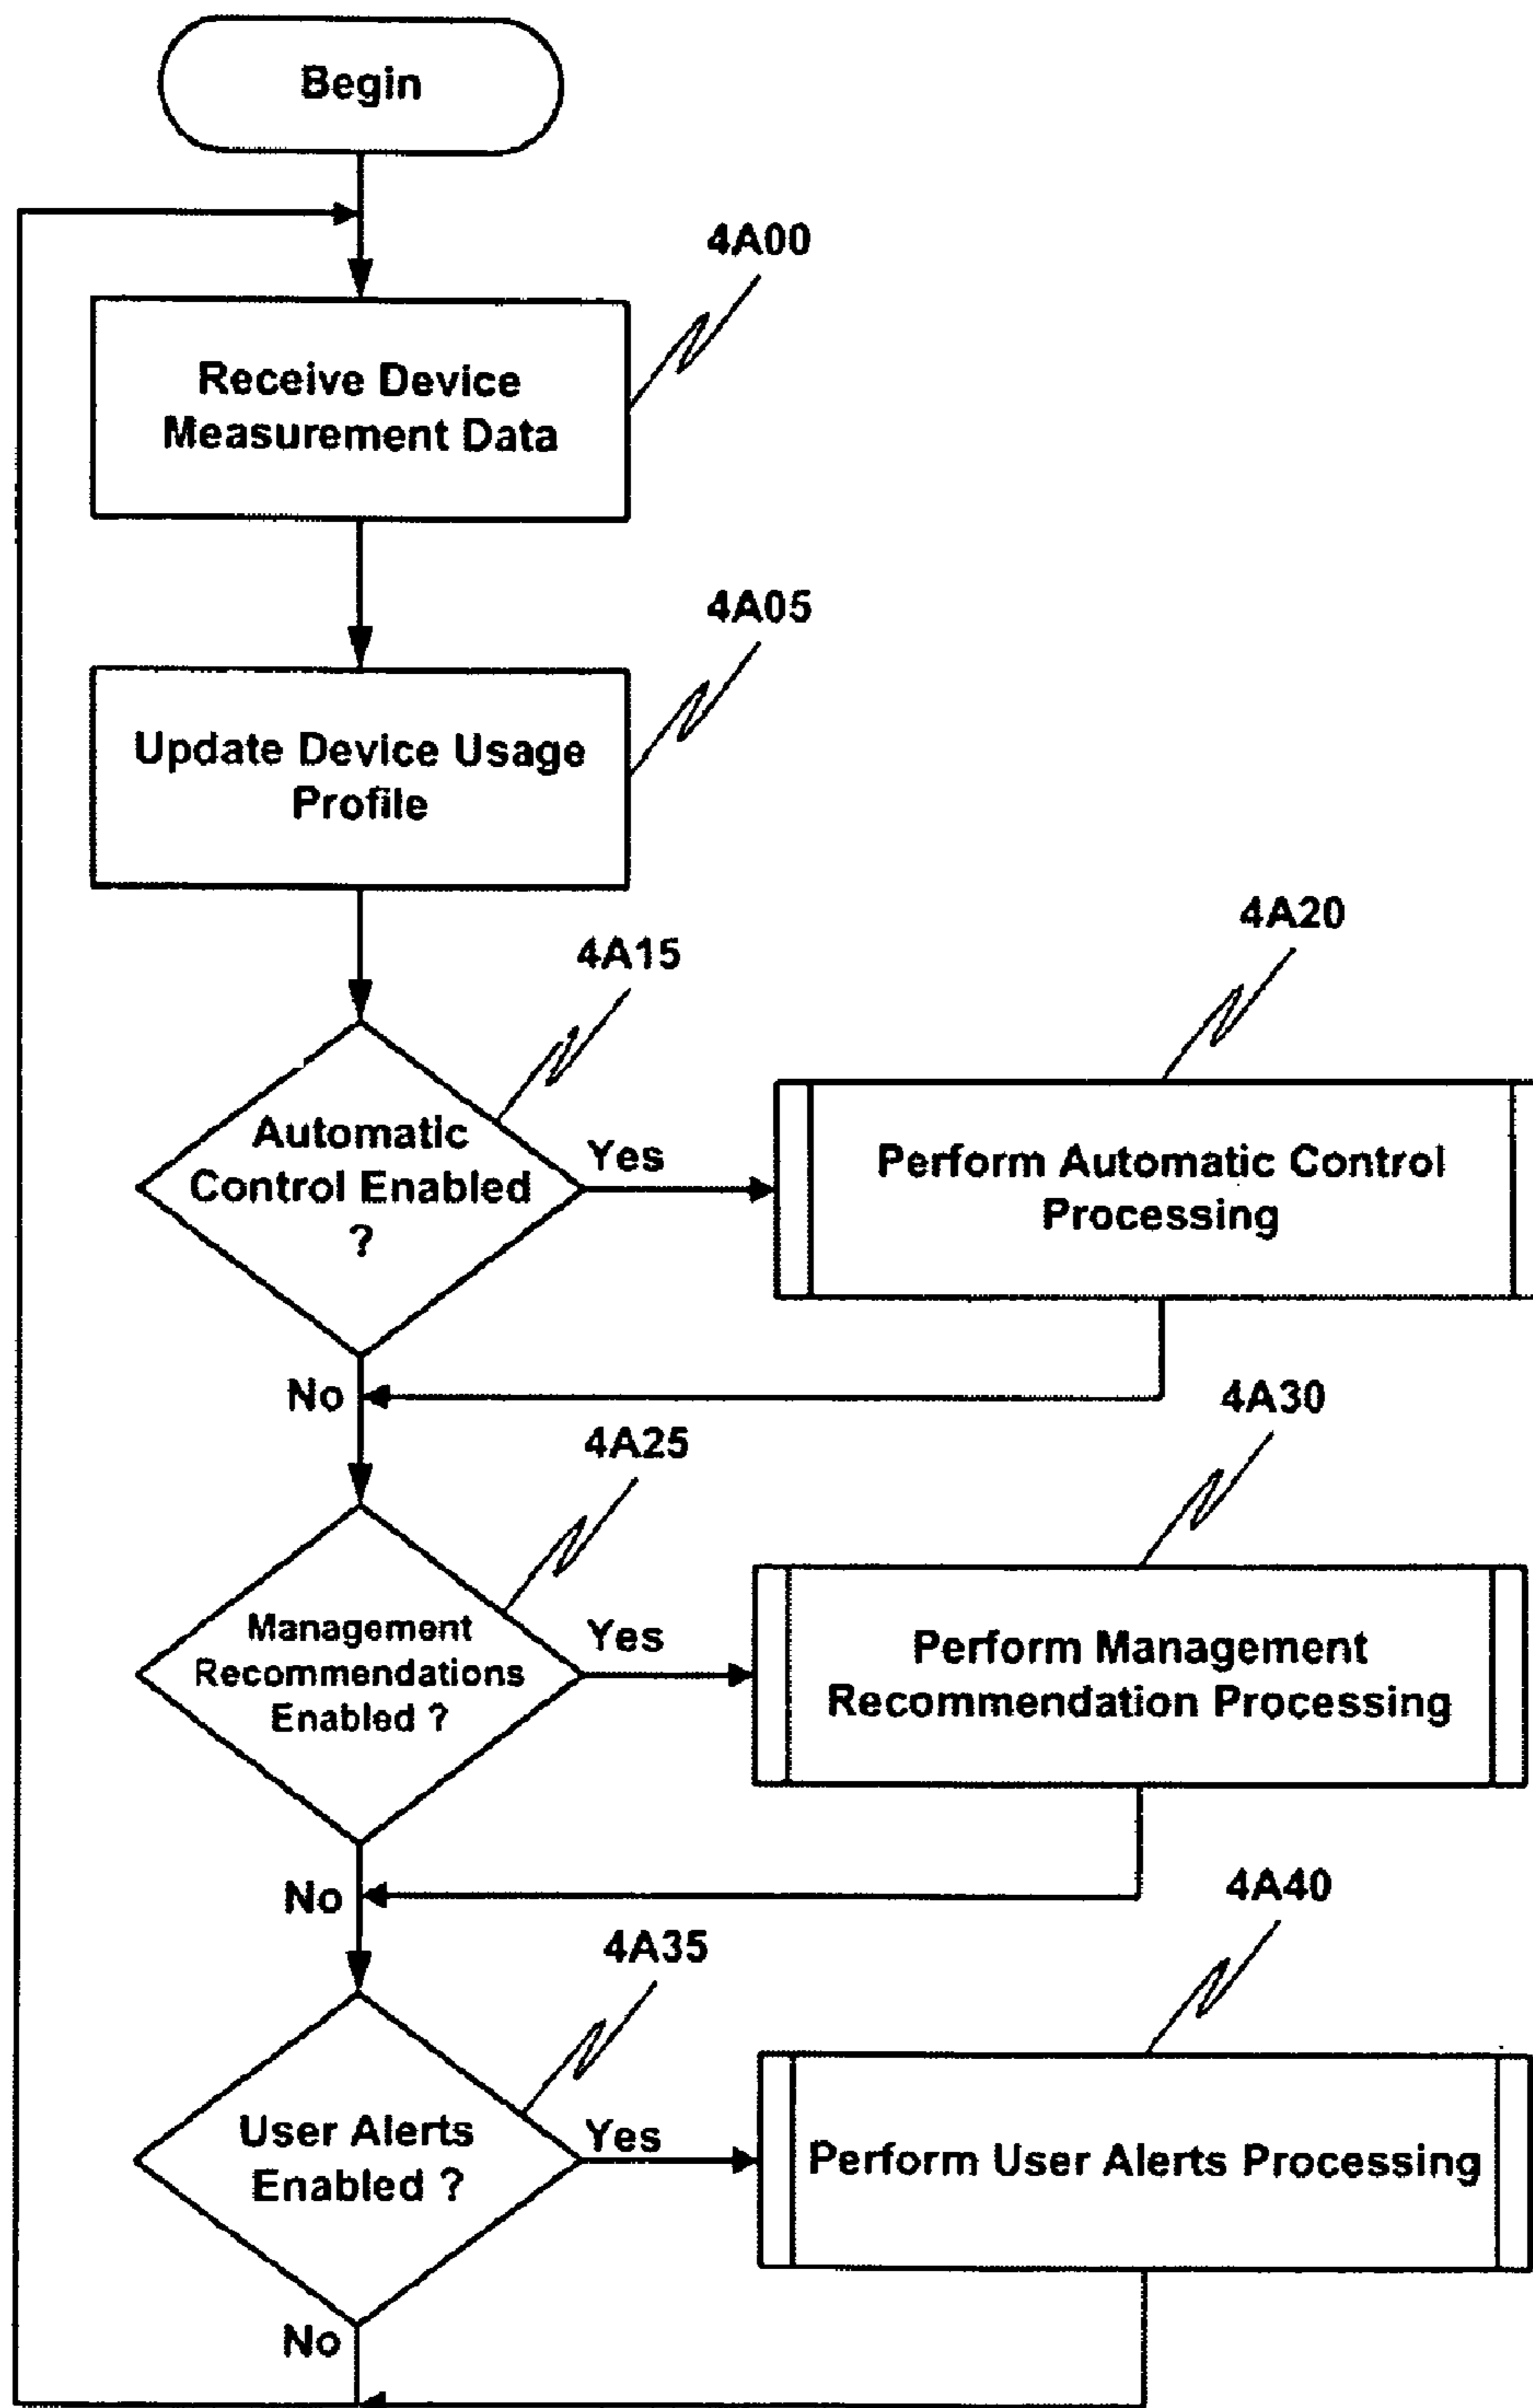 Begin
4A00
Receive Device
Measurement Data
4A05
Update Device Usage
Profile
4A15
4A20
Automatic
Control Enabled
?
Yes
Perform Automatic Control
Processing
No
4A25
4A30
Management
Recommendations
Enabled ?
Yes
Perform Management
Recommendation Processing
No
4A35
4A40
User Alerts
Enabled ?
Yes
Perform User Alerts Processing
No